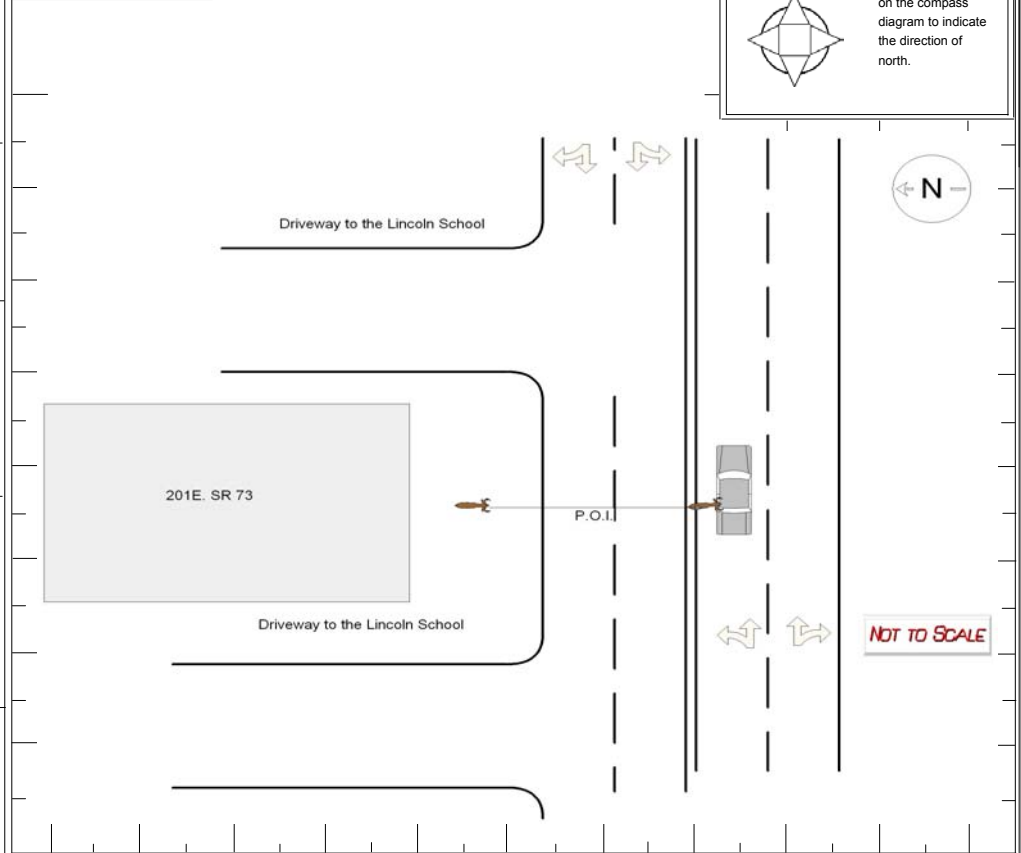 on the compass
diagram to indicate
the direction of
north.
N
Driveway to the Lincoln School
201E. SR 73
P.O.I.
Driveway to the Lincoln School
NOT TO SCALE